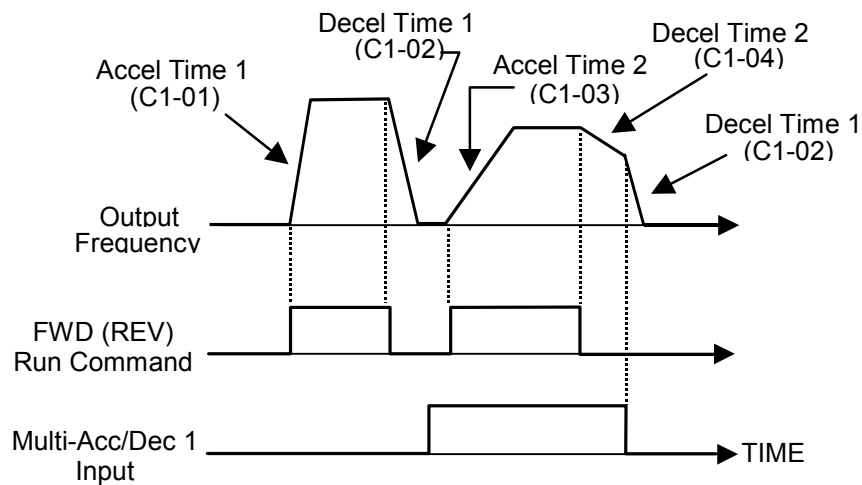 Decel Time 1
(C1-02)
Decel Time 2
(C1-04)
Accel Time 1
(C1-01)
Accel Time 2
(C1-03)
Decel Time 1
(C1-02)
Output
Frequency
FWD (REV)
Run Command
Multi-Acc/Dec 1
Input
TIME